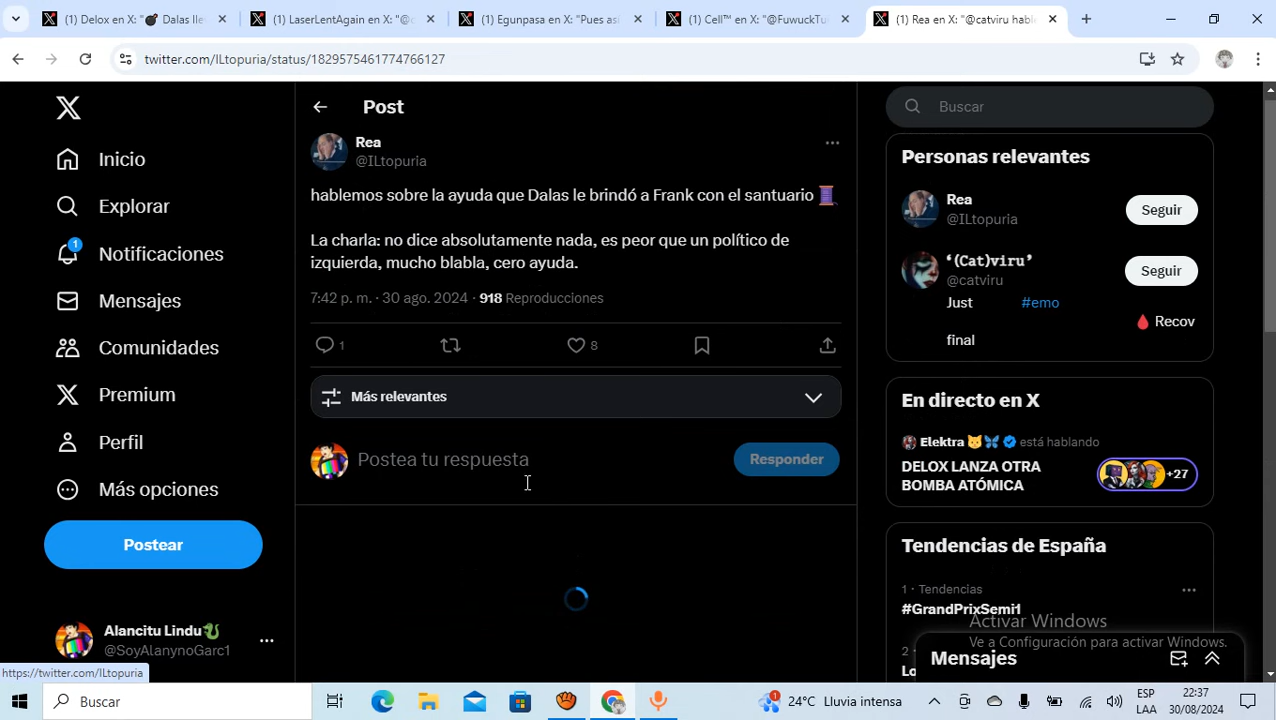 (1) Delox en X: "💣 Dalas lle
(1) LaserLentAgain en X: "@c
(1) Egunpasa en X: "Pues así
(1) Cell™ en X: "@FuwuckTu
(1) Rea en X: "@catviru habl
twitter.com/ILtopuria/status/1829575461774766127
Inicio
Explorar
1
Notificaciones
Mensajes
Comunidades
Premium
Perfil
Más opciones
Postear
Alancitu Lindu🐉
@SoyAlanynoGarc1
https://twitter.com/ILtopuria
Post
Rea
@ILtopuria
hablemos sobre la ayuda que Dalas le brindó a Frank con el santuario 🧵
La charla: no dice absolutamente nada, es peor que un político de
izquierda, mucho blabla, cero ayuda.
7:42 p. m. · 30 ago. 2024 · 918 Reproducciones
1
8
Más relevantes
Postea tu respuesta
Responder
Buscar
Personas relevantes
Rea
@ILtopuria
Seguir
‘(Cat)viru’
@catviru
Seguir
Just #emo
🩸 Recov
final
En directo en X
Elektra 😺🦋 está hablando
DELOX LANZA OTRA
BOMBA ATÓMICA
+27
Tendencias de España
1 · Tendencias
#GrandPrixSemi1
2 ·
Lo
Activar Windows
Ve a Configuración para activar Windows.
Mensajes
Buscar
1
24°C Lluvia intensa
ESP
LAA
22:37
30/08/2024